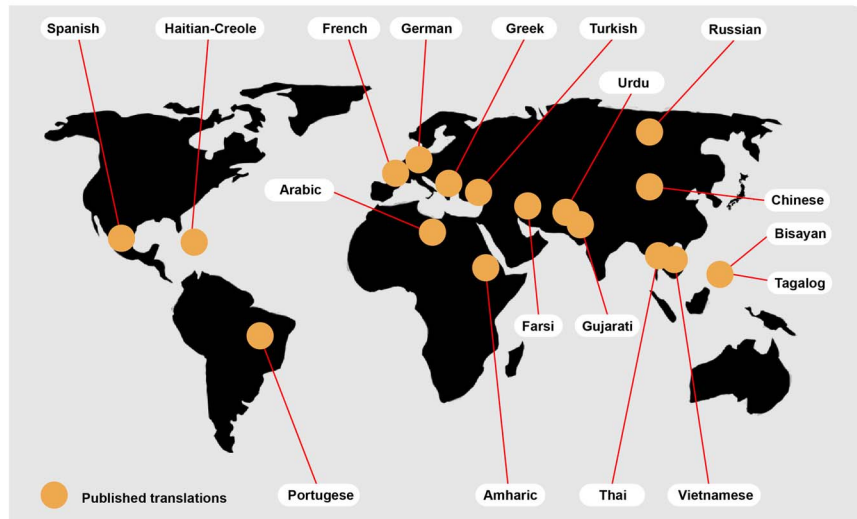 Spanish
Haitian-Creole
French
German
Greek
Turkish
Russian
Urdu
Arabic
Chinese
Bisayan
Tagalog
Farsi
Gujarati
Published translations
Portugese
Amharic
Thai
Vietnamese